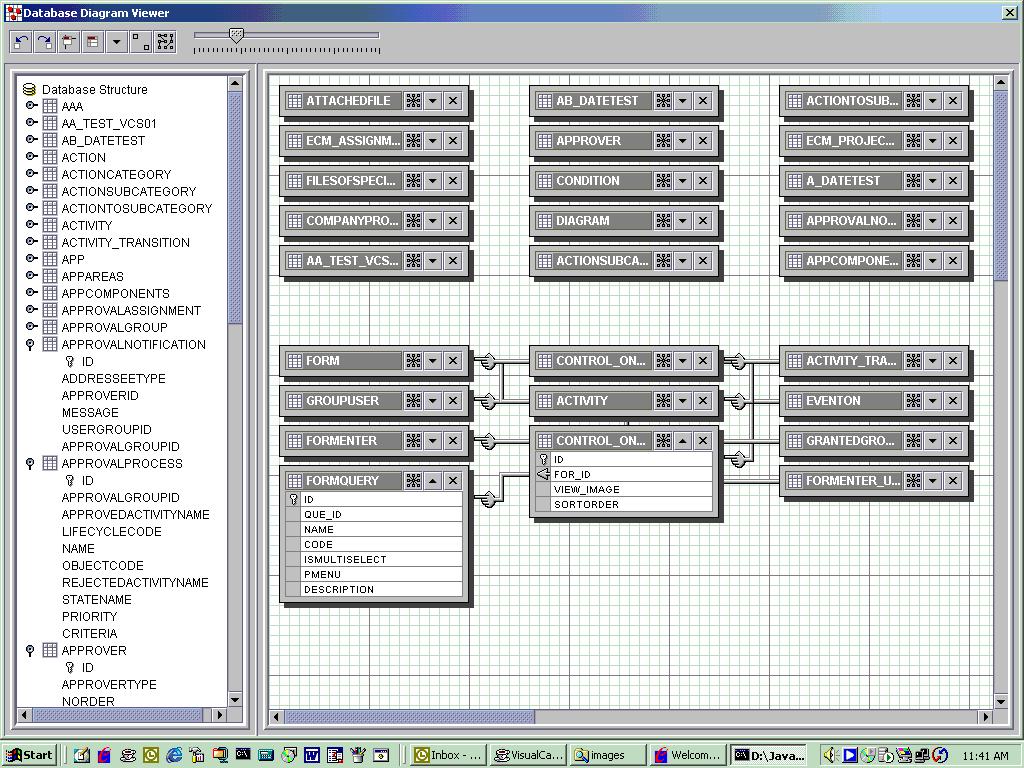 Database Diagram Viewer
Database Structure
AAA
AA_TEST_VCS01
AB_DATETEST
ACTION
ACTIONCATEGORY
ACTIONSUBCATEGORY
ACTIONTOSUBCATEGORY
ACTIVITY
ACTIVITY_TRANSITION
APP
APPAREAS
APPCOMPONENTS
APPROVALASSIGNMENT
APPROVALGROUP
APPROVALNOTIFICATION
ID
ADDRESSEETYPE
APPROVERID
MESSAGE
USERGROUPID
APPROVALGROUPID
APPROVALPROCESS
ID
APPROVALGROUPID
APPROVEDACTIVITYNAME
LIFECYCLECODE
NAME
OBJECTCODE
REJECTEDACTIVITYNAME
STATENAME
PRIORITY
CRITERIA
APPROVER
ID
APPROVERTYPE
NORDER
ATTACHEDFILE AB_DATETEST ACTIONTOSUB...
ECM_ASSIGNM... APPROVER ECM_PROJEC...
FILESOFSPECI... CONDITION A_DATETEST
COMPANYPRO... DIAGRAM APPROVALNO...
AA_TEST_VCS... ACTIONSUBCA... APPCOMPONE...
FORM CONTROL_ON... ACTIVITY_TRA...
GROUPUSER ACTIVITY EVENTON
FORMENTER CONTROL_ON... GRANTEDGRO...
ID
FOR_ID
VIEW_IMAGE
SORTORDER
FORMENTER_U...
FORMQUERY
ID
QUE_ID
NAME
CODE
ISMULTISELECT
PMENU
DESCRIPTION
Start Inbox - ... VisualCa... images Welcom... D:\Java... 11:41 AM